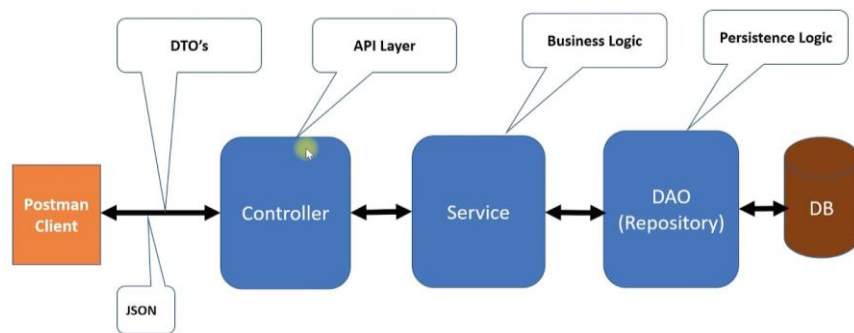 DTO's
API Layer
Business Logic
Persistence Logic
Postman
Client
Controller
Service
DAO
(Repository)
DB
JSON